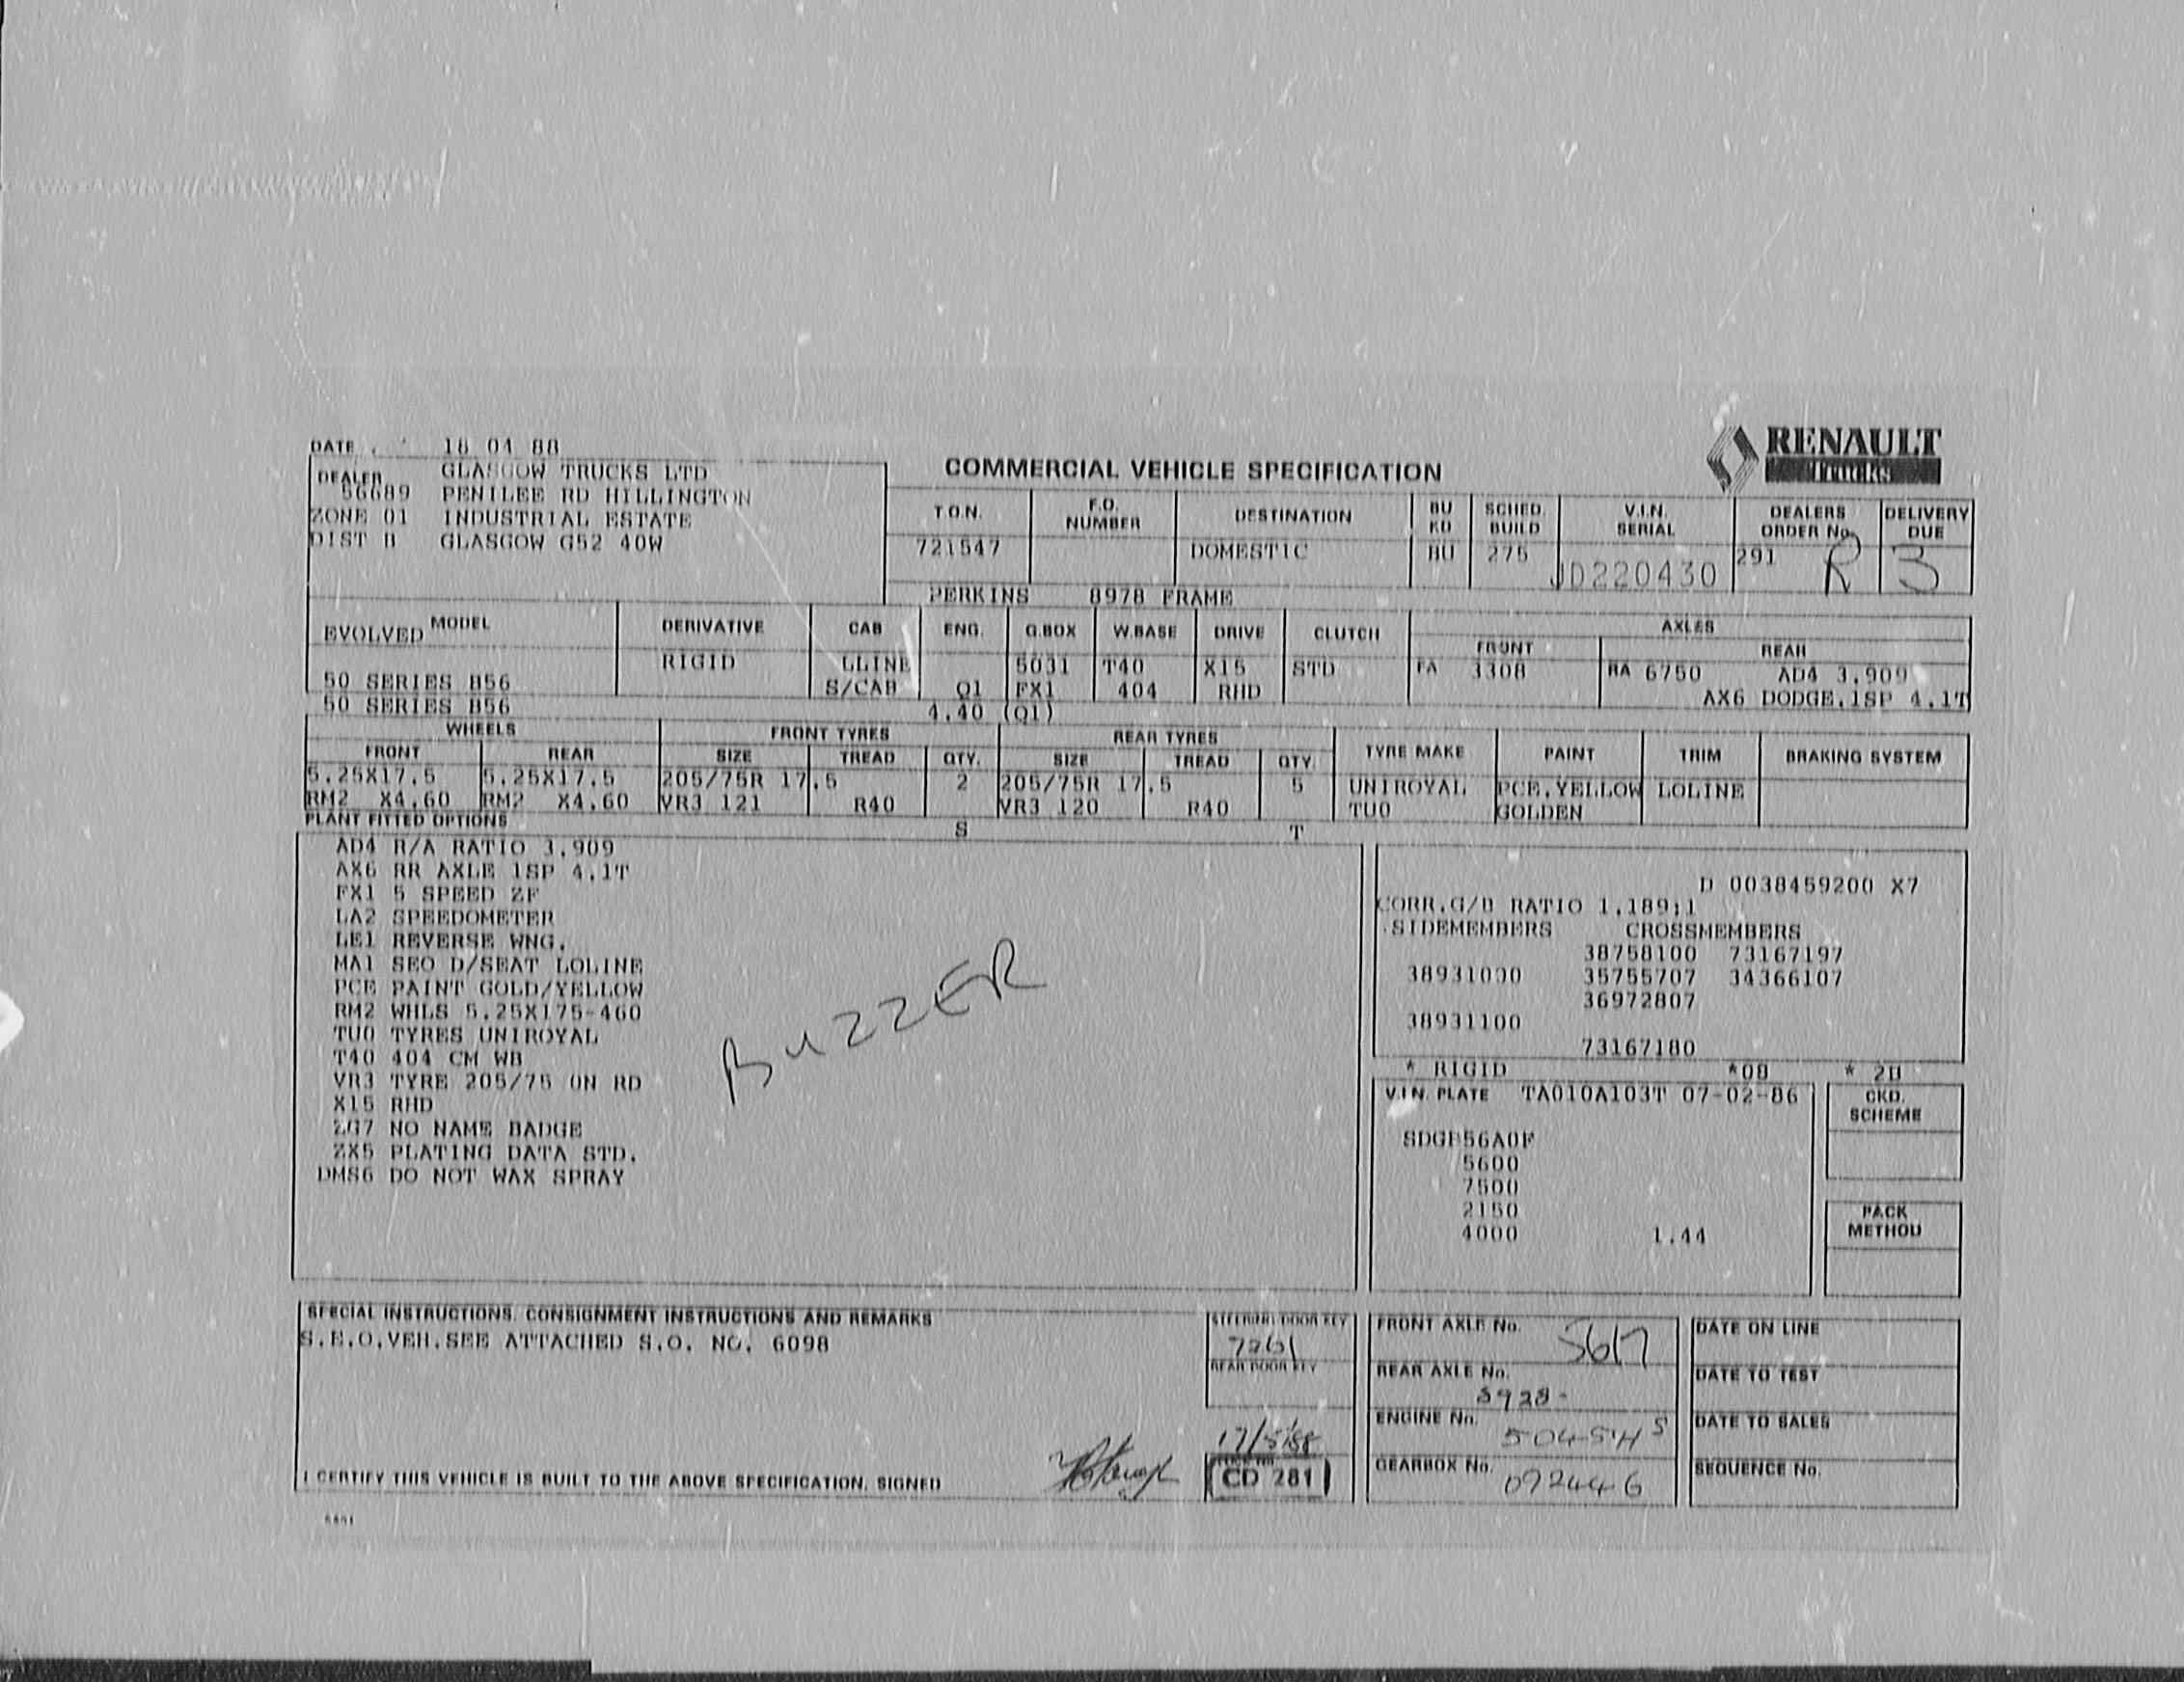 DATE 18 04 88
DEALER GLASGOW TRUCKS LTD
56689 PENILEE RD HILLINGTON
ZONE 01 INDUSTRIAL ESTATE
DIST B GLASGOW G52 40W
COMMERCIAL VEHICLE SPECIFICATION
RENAULT
Trucks
T.O.N. F.O. NUMBER DESTINATION BU KD SCHED. BUILD V.I.N. SERIAL DEALERS ORDER No. DELIVERY DUE
721547 DOMESTIC BU 275 JD220430 291 R 3
PERKINS 8978 FRAME
MODEL DERIVATIVE CAB ENG. G.BOX W.BASE DRIVE CLUTCH AXLES
EVOLVED FRONT REAR
RIGID LLINE 5031 T40 X15 STD FA 3308 RA 6750 AD4 3.909
50 SERIES B56 S/CAB Q1 FX1 404 RHD AX6 DODGE.1SP 4.1T
50 SERIES B56 4.40 (Q1)
WHEELS FRONT TYRES REAR TYRES TYRE MAKE PAINT TRIM BRAKING SYSTEM
FRONT REAR SIZE TREAD QTY. SIZE TREAD QTY.
5.25X17.5 5.25X17.5 205/75R 17.5 2 205/75R 17.5 5 UNIROYAL PCE.YELLOW LOLINE
RM2 X4.60 RM2 X4.60 VR3 121 R40 VR3 120 R40 TU0 GOLDEN
PLANT FITTED OPTIONS S T
AD4 R/A RATIO 3.909
AX6 RR AXLE 1SP 4.1T
FX1 5 SPEED ZF
LA2 SPEEDOMETER
LE1 REVERSE WNG.
MA1 SEO D/SEAT LOLINE
PCE PAINT GOLD/YELLOW
RM2 WHLS 5.25X175-460
TU0 TYRES UNIROYAL
T40 404 CM WB
VR3 TYRE 205/75 ON RD
X15 RHD
ZG7 NO NAME BADGE
ZX5 PLATING DATA STD.
DMS6 DO NOT WAX SPRAY
BUZZER
D 0038459200 X7
CORR.G/B RATIO 1.189:1
SIDEMEMBERS CROSSMEMBERS
38758100 73167197
38931000 35755707 34366107
36972807
38931100
73167180
* RIGID *08 * 2B
V.I.N. PLATE TA010A103T 07-02-86
CKD. SCHEME
SDGB56A0F
5600
7500
2150
4000 1.44
PACK METHOD
SPECIAL INSTRUCTIONS. CONSIGNMENT INSTRUCTIONS AND REMARKS
S.E.O.VEH.SEE ATTACHED S.O. NO. 6098
STEERING/DOOR KEY
7261
REAR DOOR KEY
17/5/88
CD 281
I CERTIFY THIS VEHICLE IS BUILT TO THE ABOVE SPECIFICATION. SIGNED
FRONT AXLE No. 5617
REAR AXLE No.
5928-
ENGINE No.
GEARBOX No. 072446
DATE ON LINE
DATE TO TEST
DATE TO SALES
SEQUENCE No.